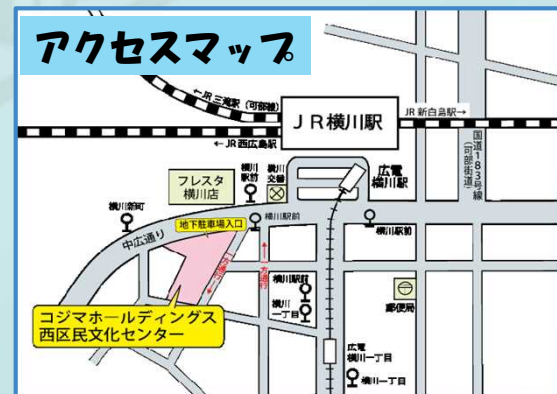 アクセスマップ
←JR三滝駅(可部線)
JR横川駅
JR 新白島駅→
←JR西広島駅
国道183号線
(可部街道)
フレスタ
横川店
横川
駅前
横川
交番
広電
横川駅
横川新町
地下駐車場入口
横川駅前
横川駅前
中広通り
一方通行→
←一方通行
横川駅前
横川
一丁目
郵便局
コジマホールディングス
西区民文化センター
広電
横川一丁目
横川一丁目